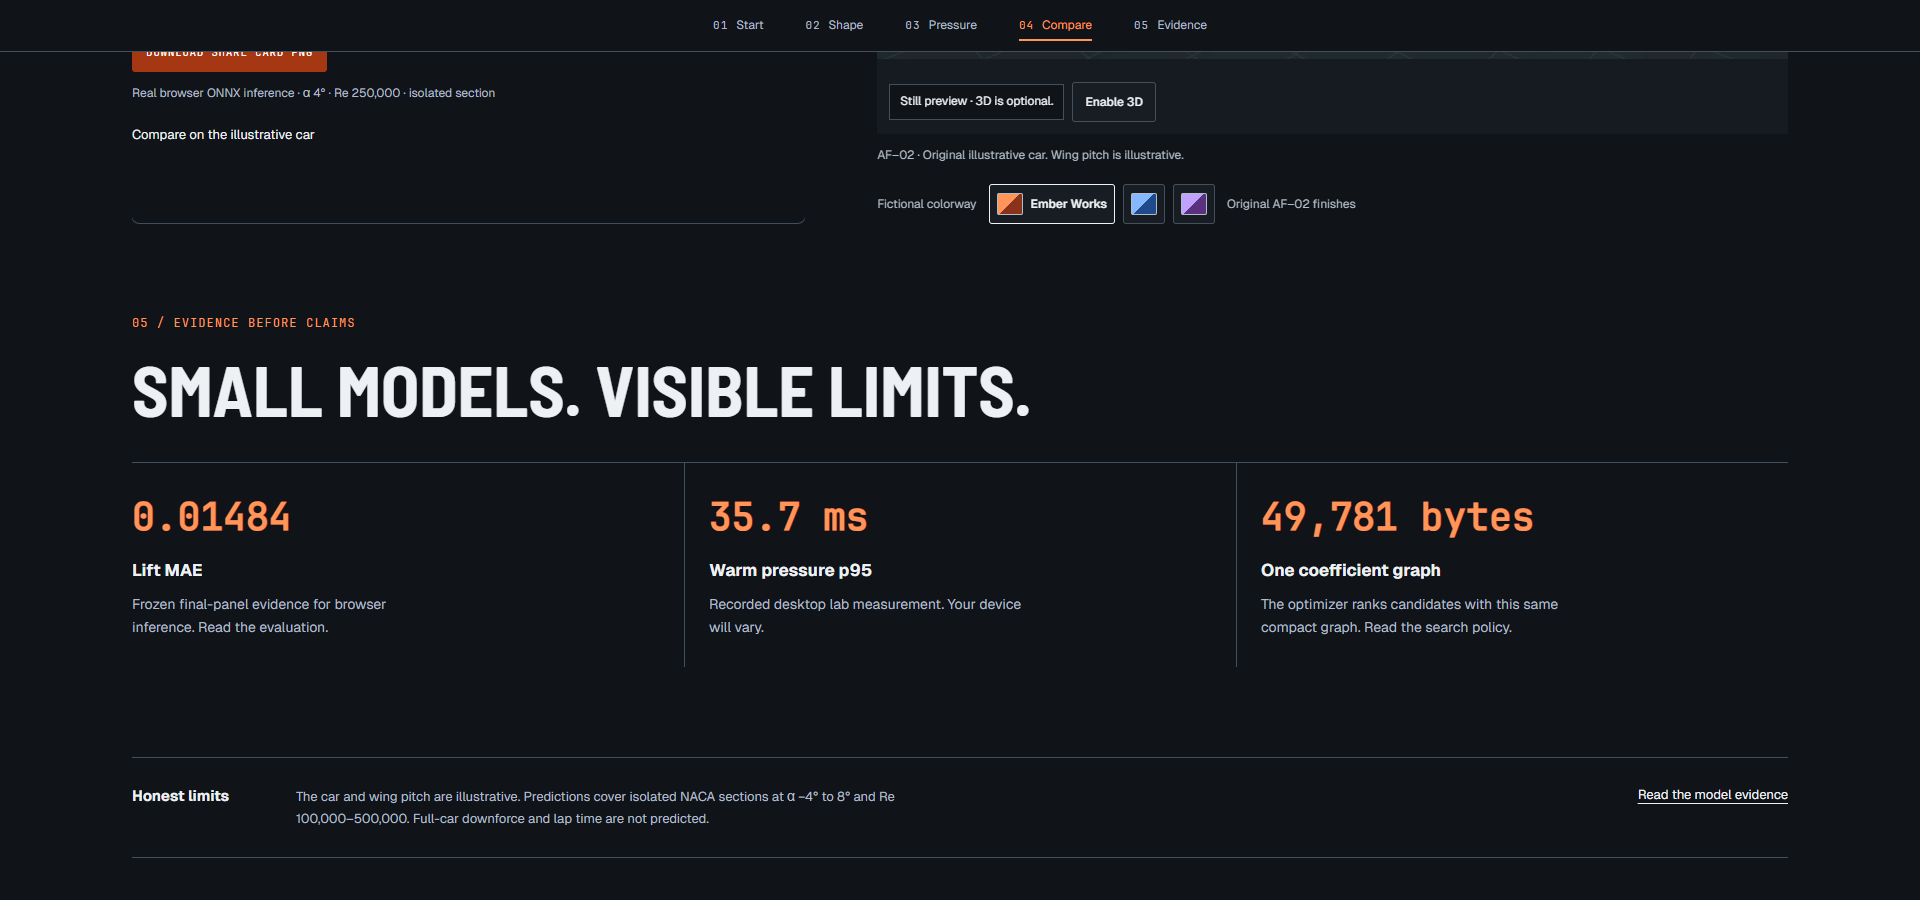 01 Start
02 Shape
03 Pressure
04 Compare
05 Evidence
DOWNLOAD SHARE CARD PNG
Real browser ONNX inference · α 4° · Re 250,000 · isolated section
Compare on the illustrative car
Still preview · 3D is optional.
Enable 3D
AF–02 · Original illustrative car. Wing pitch is illustrative.
Fictional colorway
Ember Works
Original AF–02 finishes
05 / EVIDENCE BEFORE CLAIMS
SMALL MODELS. VISIBLE LIMITS.
0.01484
Lift MAE
Frozen final-panel evidence for browser
inference. Read the evaluation.
35.7 ms
Warm pressure p95
Recorded desktop lab measurement. Your device
will vary.
49,781 bytes
One coefficient graph
The optimizer ranks candidates with this same
compact graph. Read the search policy.
Honest limits
The car and wing pitch are illustrative. Predictions cover isolated NACA sections at α −4° to 8° and Re
100,000–500,000. Full-car downforce and lap time are not predicted.
Read the model evidence